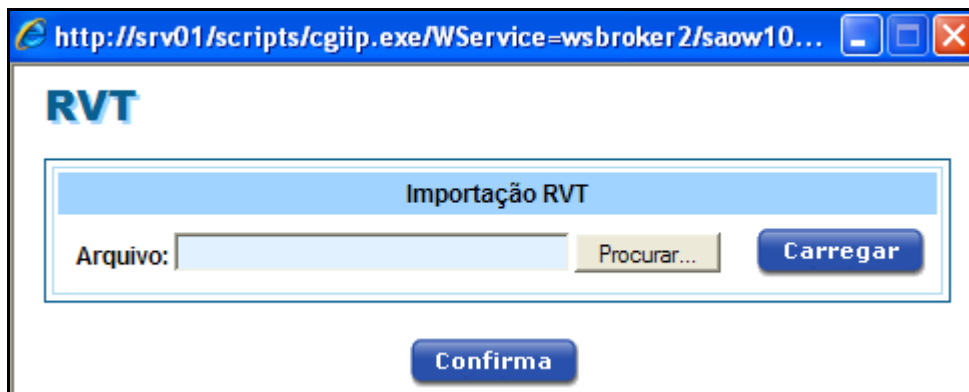 http://srv01/scripts/cgiip.exe/WService=wsbroker2/saow10...
RVT
Importação RVT
Arquivo: Procurar... Carregar
Confirma